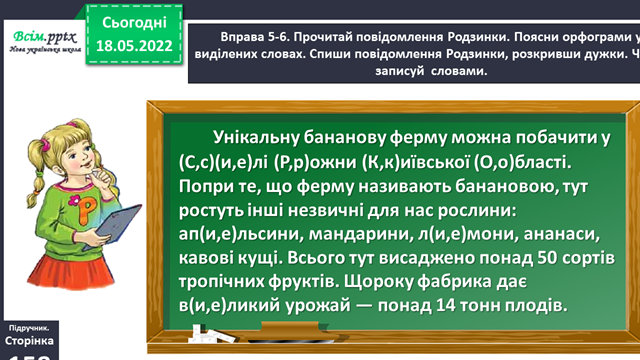 Всім.pptx
Нова українська школа
Сьогодні
18.05.2022
Вправа 5-6. Прочитай повідомлення Родзинки. Поясни орфограми у
виділених словах. Спиши повідомлення Родзинки, розкривши дужки. Ч
записуй словами.
Унікальну бананову ферму можна побачити у
(С,с)(и,е)лі (Р,р)ожни (К,к)иївської (О,о)бласті.
Попри те, що ферму називають банановою, тут
ростуть інші незвичні для нас рослини:
ап(и,е)льсини, мандарини, л(и,е)мони, ананаси,
кавові кущі. Всього тут висаджено понад 50 сортів
тропічних фруктів. Щороку фабрика дає
в(и,е)ликий урожай — понад 14 тонн плодів.
Р
Підручник.
Сторінка